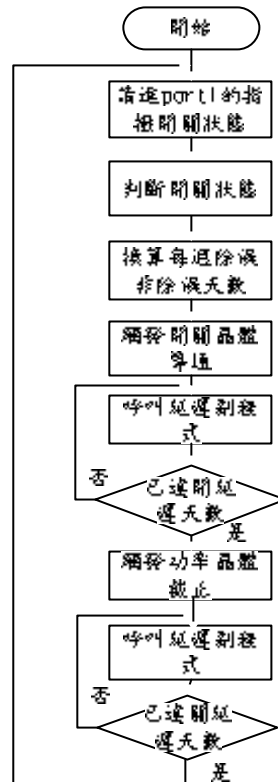 開始
清進port1的指
撥開關狀態
判斷開關狀態
換算每週除濕
非除濕天數
觸發開關晶體
導通
呼叫延遲副程
式
否
已達開延
遲天數
是
觸發功率晶體
截止
呼叫延遲副程
式
否
已達關延
遲天數
是